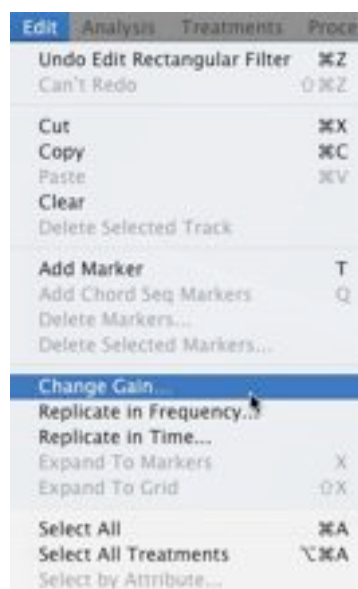 Edit Analysis Treatments Proce
Undo Edit Rectangular Filter ⌘Z
Can't Redo ⇧⌘Z
Cut ⌘X
Copy ⌘C
Paste ⌘V
Clear
Delete Selected Track
Add Marker T
Add Chord Seq Markers Q
Delete Markers...
Delete Selected Markers...
Change Gain...
Replicate in Frequency...
Replicate in Time...
Expand To Markers X
Expand To Grid ⇧X
Select All ⌘A
Select All Treatments ⌥⌘A
Select by Attribute...